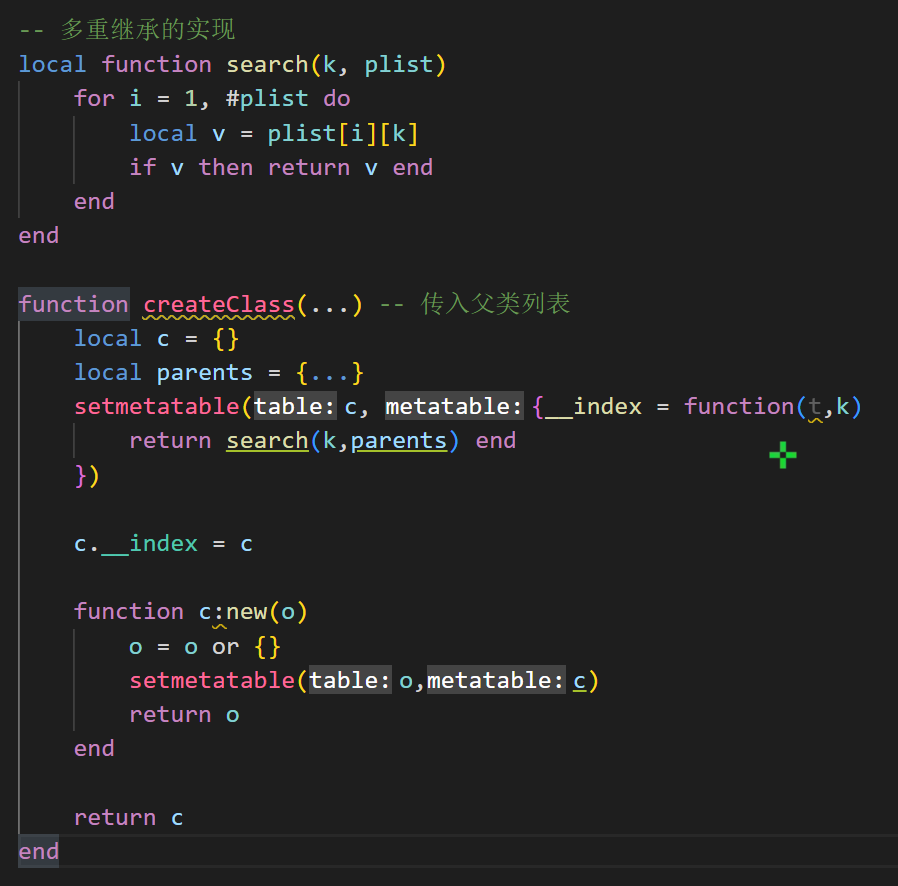 -- 多重继承的实现
local function search(k, plist)
for i = 1, #plist do
local v = plist[i][k]
if v then return v end
end
end
function createClass(...) -- 传入父类列表
local c = {}
local parents = {...}
setmetatable(table: c, metatable: {__index = function(t,k)
return search(k,parents) end
})
c.__index = c
function c:new(o)
o = o or {}
setmetatable(table: o,metatable: c)
return o
end
return c
end